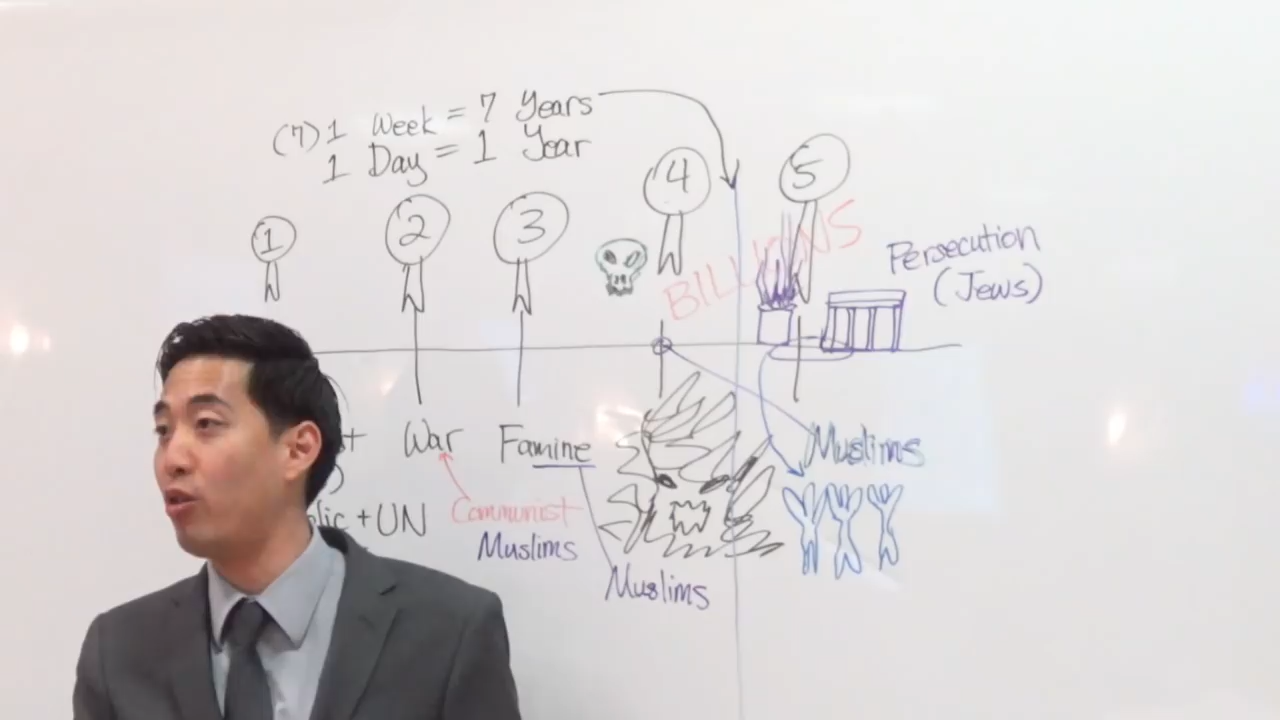 (7) 1 Week = 7 Years
1 Day = 1 Year
1
2
3
4
5
BILLIONS
Persecution
(Jews)
War
Famine
Muslims
+ UN
Communist
Muslims
Muslims